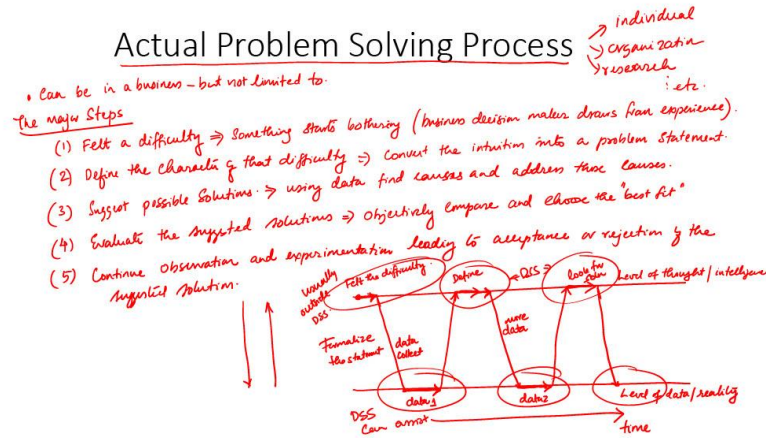 Actual Problem Solving Process
individual
organization
research
: etc.
• Can be in a business - but not limited to.
The major Steps
(1) Felt a difficulty ⇒ Something starts bothering (business decision maker draws from experience).
(2) Define the character of that difficulty ⇒ Convert the intuition into a problem statement.
(3) Suggest possible Solutions. ⇒ using data find causes and address those causes.
(4) Evaluate the suggested solutions ⇒ objectively compare and choose the "best fit"
(5) Continue observation and experimentation leading to acceptance or rejection of the
suggested solution.
usually
outside
DSS.
Felt the difficulty.
Define
DSS
look for
Level of thought/intelligence
Formalize
the statement
data
collect
more
data
data1
data2
Level of data/reality
DSS
Can assist
time